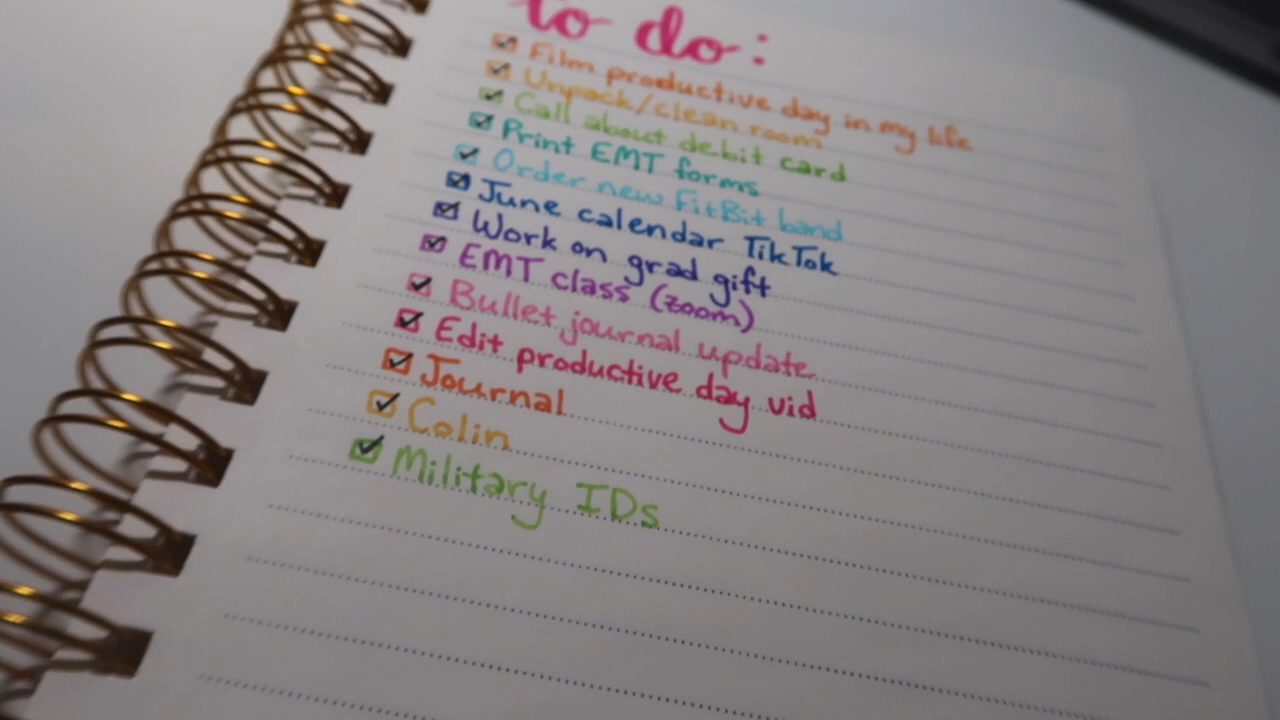 to do:
☑ Film productive day in my life
☑ Unpack/clean room
☑ Call about debit card
☑ Print EMT forms
☑ Order new FitBit band
☑ June calendar TikTok
☑ Work on grad gift
☑ EMT class (zoom)
☑ Bullet journal update
☑ Edit productive day vid
☑ Journal
☑ Colin
☑ Military IDs